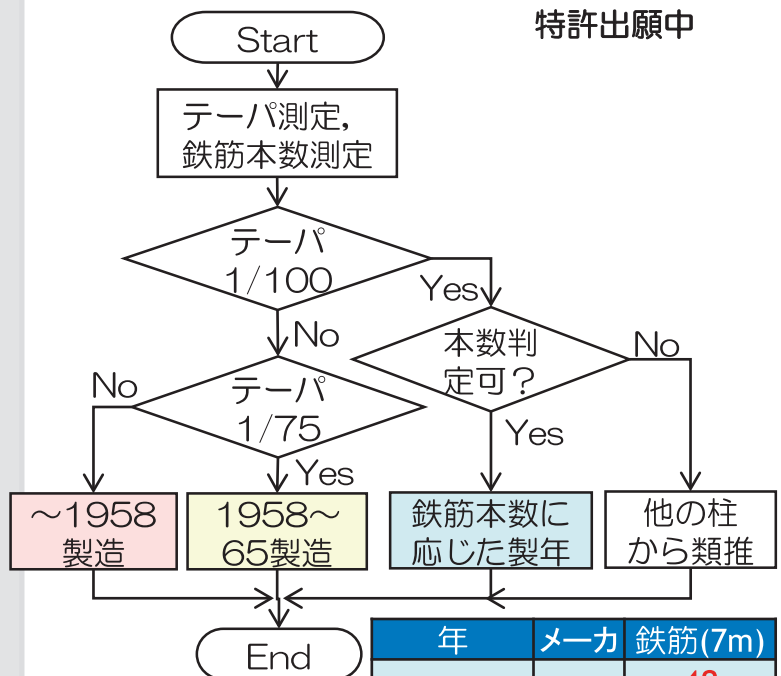 特許出願中
Start
テーパ測定,
鉄筋本数測定
テーパ
1/100
Yes
No
本数判
定可？
No
Yes
テーパ
1/75
No
Yes
～1958
製造
1958～
65製造
鉄筋本数に
応じた製年
他の柱
から類推
End
年 メーカ 鉄筋(7m)